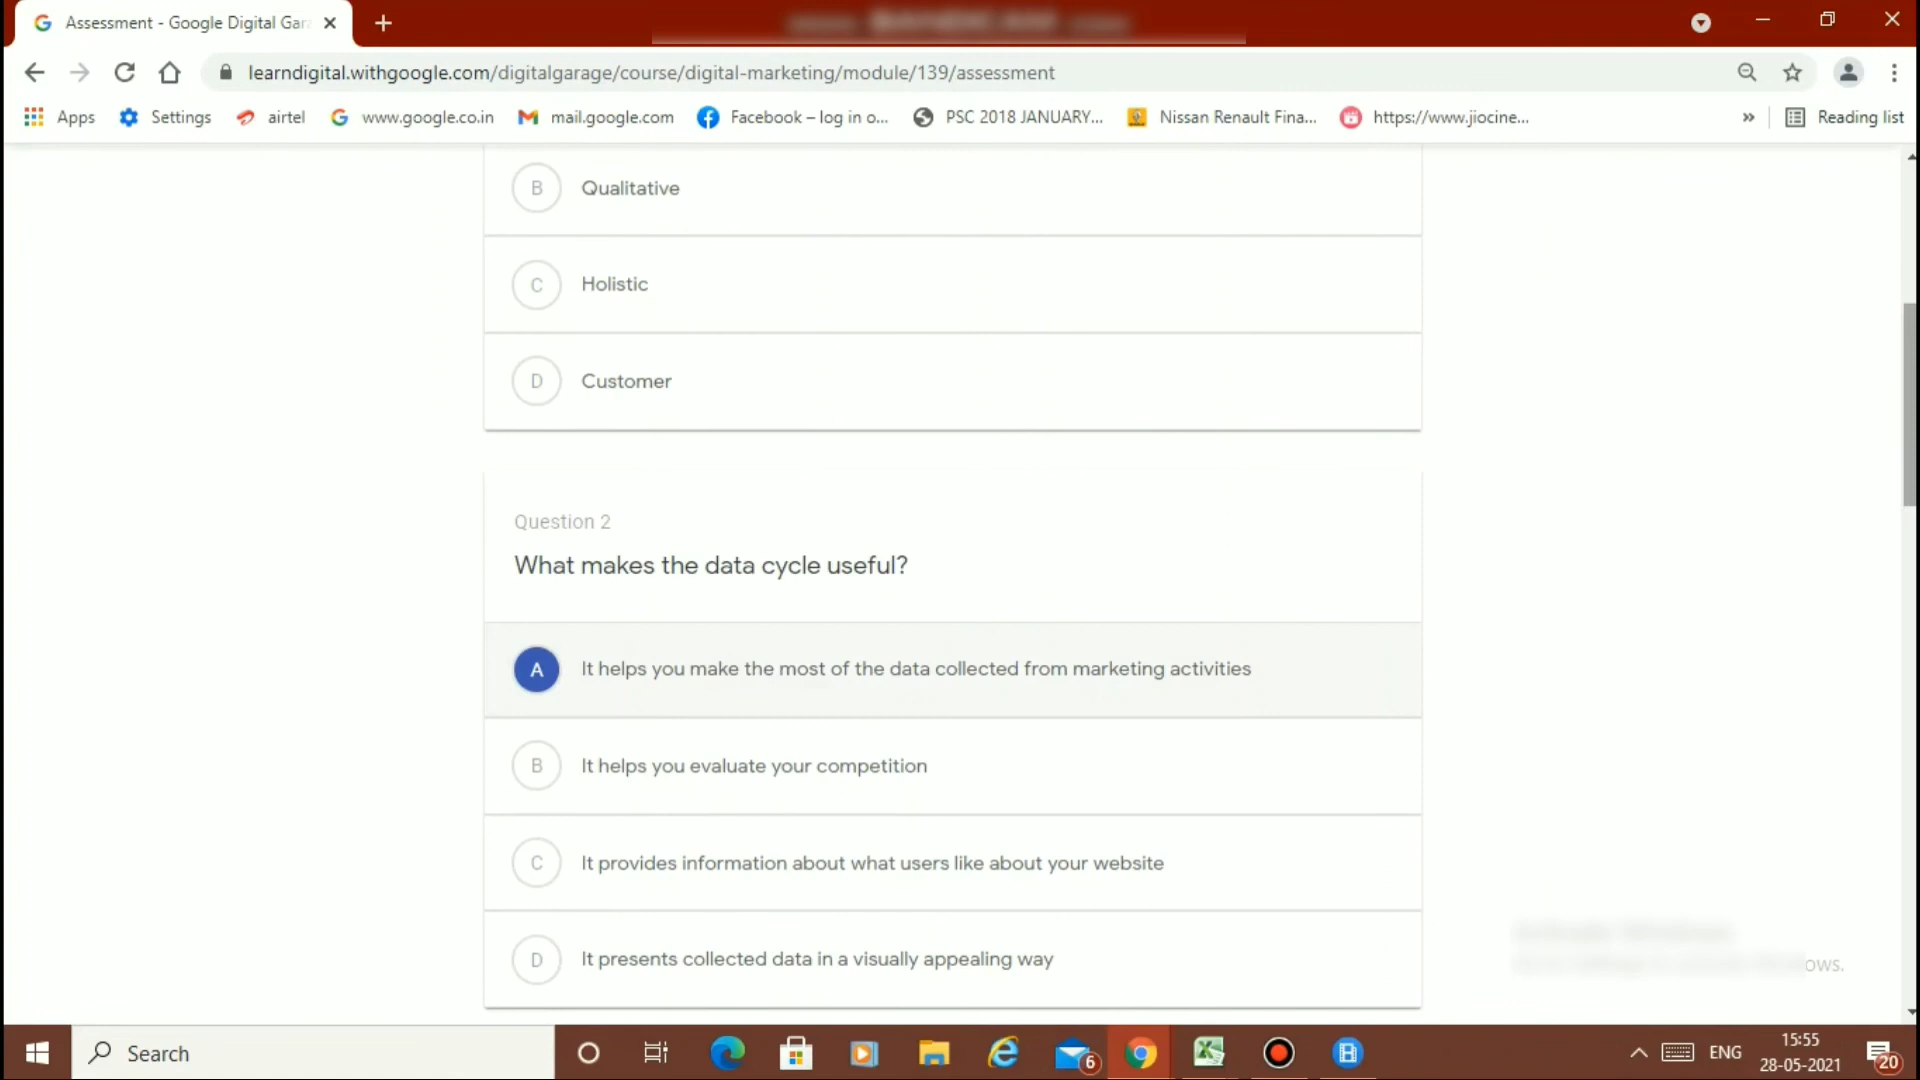 Assessment - Google Digital Gar
learndigital.withgoogle.com/digitalgarage/course/digital-marketing/module/139/assessment
Apps Settings airtel www.google.co.in mail.google.com Facebook – log in o... PSC 2018 JANUARY... Nissan Renault Fina... https://www.jiocine... » Reading list
B Qualitative
C Holistic
D Customer
Question 2
What makes the data cycle useful?
A It helps you make the most of the data collected from marketing activities
B It helps you evaluate your competition
C It provides information about what users like about your website
D It presents collected data in a visually appealing way
ows.
Search
6
ENG
15:55
28-05-2021
20